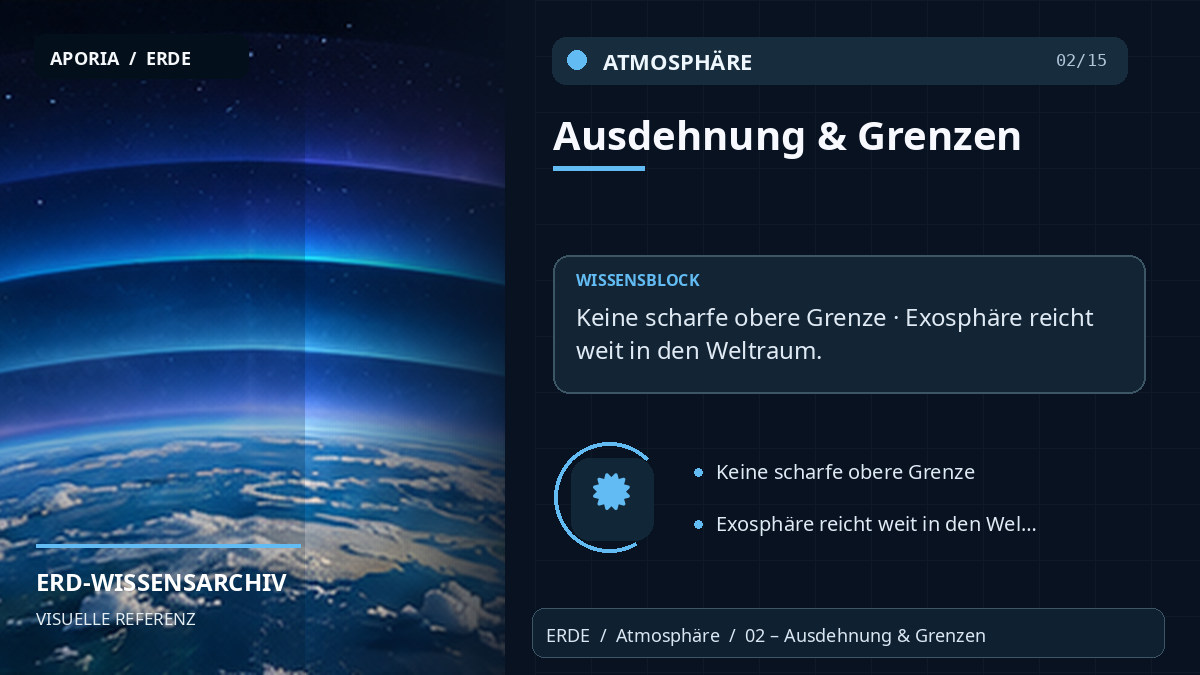 APORIA / ERDE
ERD-WISSENSARCHIV
VISUELLE REFERENZ
ATMOSPHÄRE
02/15
Ausdehnung & Grenzen
WISSENSBLOCK
Keine scharfe obere Grenze · Exosphäre reicht
weit in den Weltraum.
Keine scharfe obere Grenze
Exosphäre reicht weit in den Wel...
ERDE / Atmosphäre / 02 – Ausdehnung & Grenzen